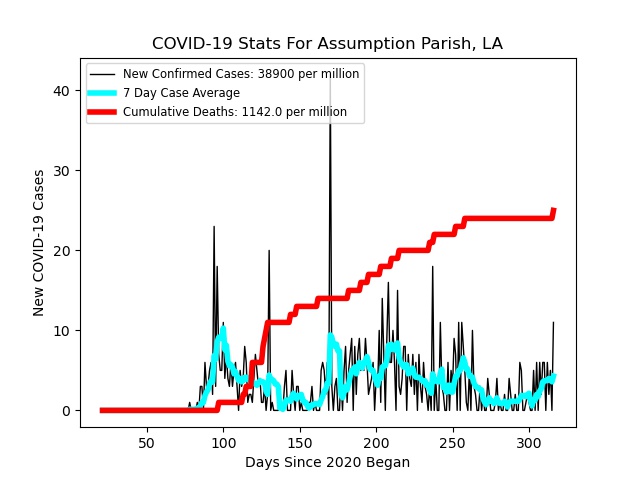 COVID-19 Stats For Assumption Parish, LA
New Confirmed Cases: 38900 per million
7 Day Case Average
Cumulative Deaths: 1142.0 per million
New COVID-19 Cases
40
30
20
10
0
50 100 150 200 250 300
Days Since 2020 Began